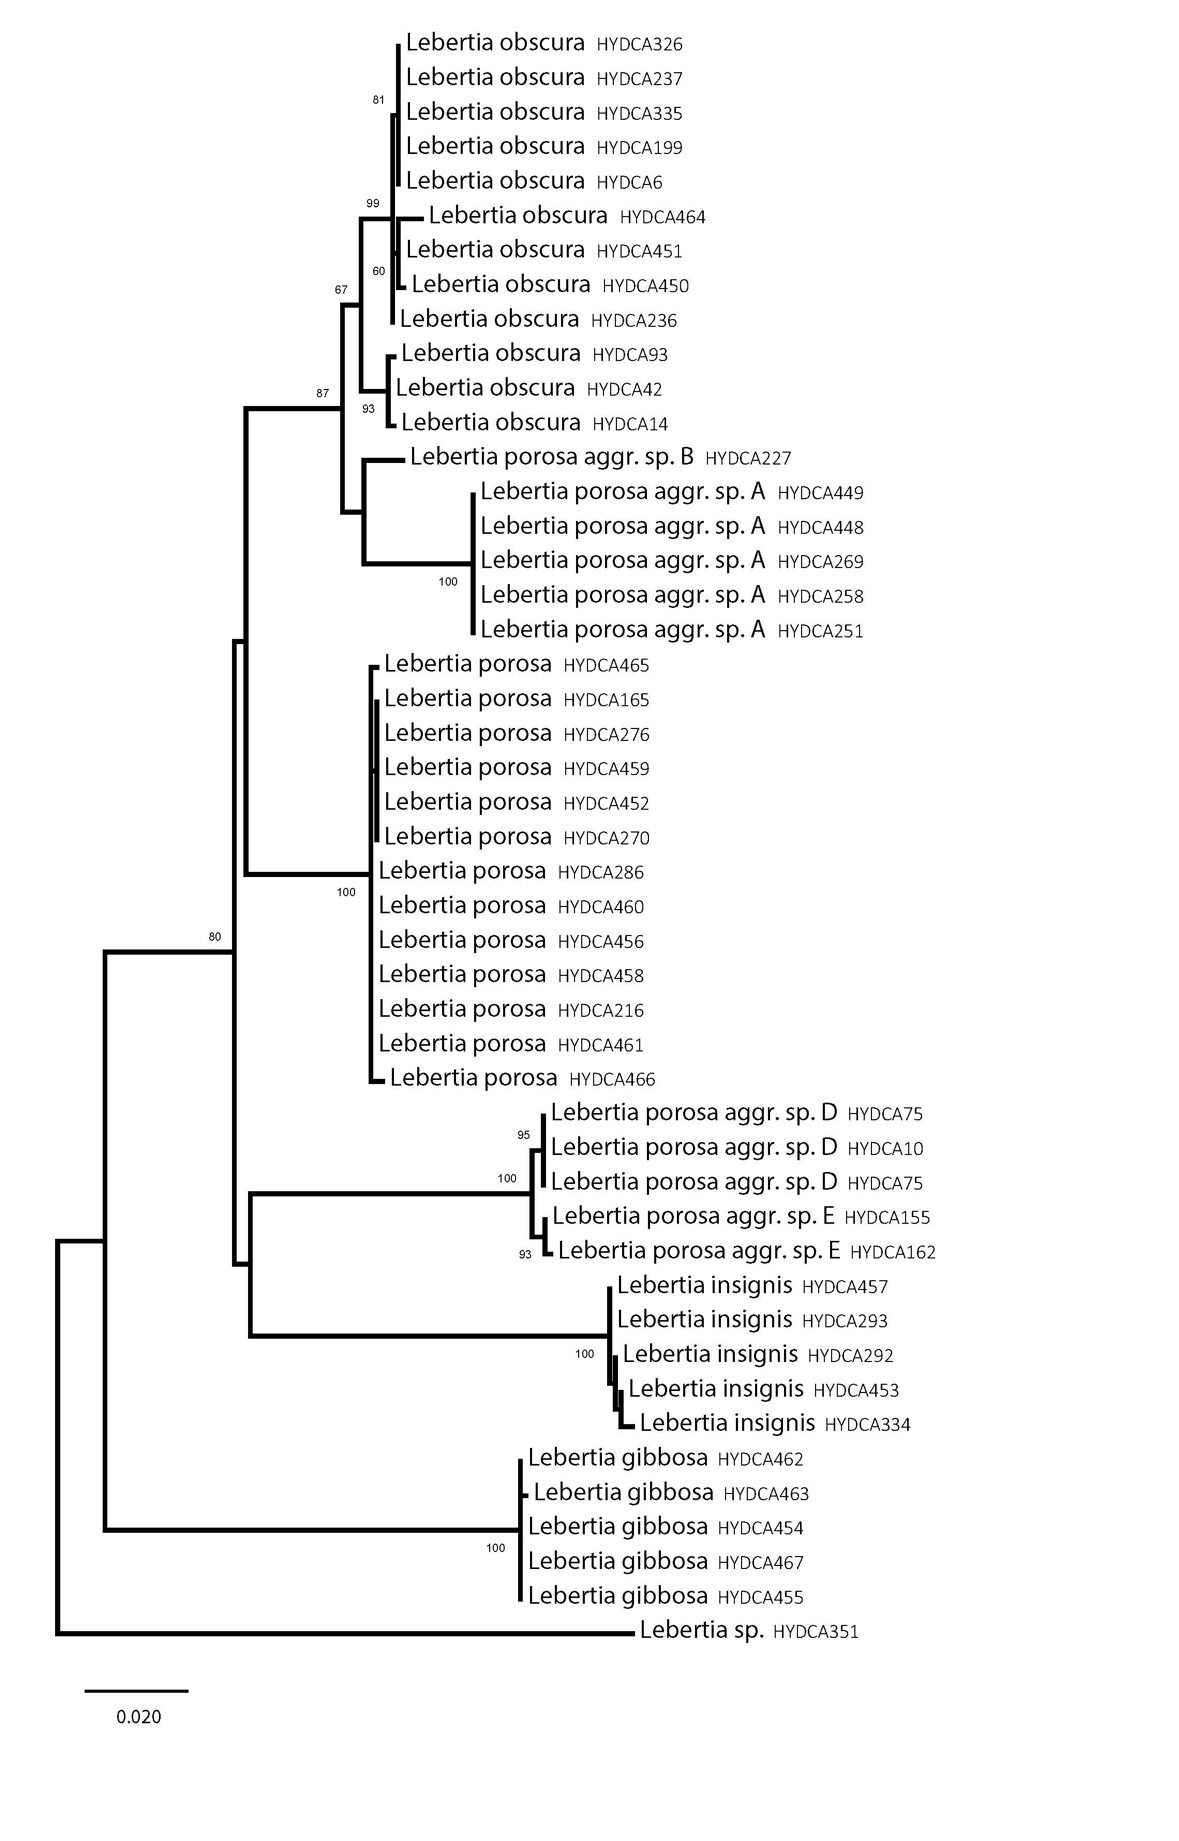 Lebertia obscura HYDCA326
Lebertia obscura HYDCA237
81
Lebertia obscura HYDCA335
Lebertia obscura HYDCA199
Lebertia obscura HYDCA6
99
Lebertia obscura HYDCA464
Lebertia obscura HYDCA451
60
Lebertia obscura HYDCA450
67
Lebertia obscura HYDCA236
Lebertia obscura HYDCA93
Lebertia obscura HYDCA42
87
93
Lebertia obscura HYDCA14
Lebertia porosa aggr. sp. B HYDCA227
Lebertia porosa aggr. sp. A HYDCA449
Lebertia porosa aggr. sp. A HYDCA448
Lebertia porosa aggr. sp. A HYDCA269
100
Lebertia porosa aggr. sp. A HYDCA258
Lebertia porosa aggr. sp. A HYDCA251
Lebertia porosa HYDCA465
Lebertia porosa HYDCA165
Lebertia porosa HYDCA276
Lebertia porosa HYDCA459
Lebertia porosa HYDCA452
Lebertia porosa HYDCA270
Lebertia porosa HYDCA286
100
Lebertia porosa HYDCA460
80
Lebertia porosa HYDCA456
Lebertia porosa HYDCA458
Lebertia porosa HYDCA216
Lebertia porosa HYDCA461
Lebertia porosa HYDCA466
Lebertia porosa aggr. sp. D HYDCA75
95
Lebertia porosa aggr. sp. D HYDCA10
100
Lebertia porosa aggr. sp. D HYDCA75
Lebertia porosa aggr. sp. E HYDCA155
93
Lebertia porosa aggr. sp. E HYDCA162
Lebertia insignis HYDCA457
Lebertia insignis HYDCA293
100
Lebertia insignis HYDCA292
Lebertia insignis HYDCA453
Lebertia insignis HYDCA334
Lebertia gibbosa HYDCA462
Lebertia gibbosa HYDCA463
Lebertia gibbosa HYDCA454
100
Lebertia gibbosa HYDCA467
Lebertia gibbosa HYDCA455
Lebertia sp. HYDCA351
0.020